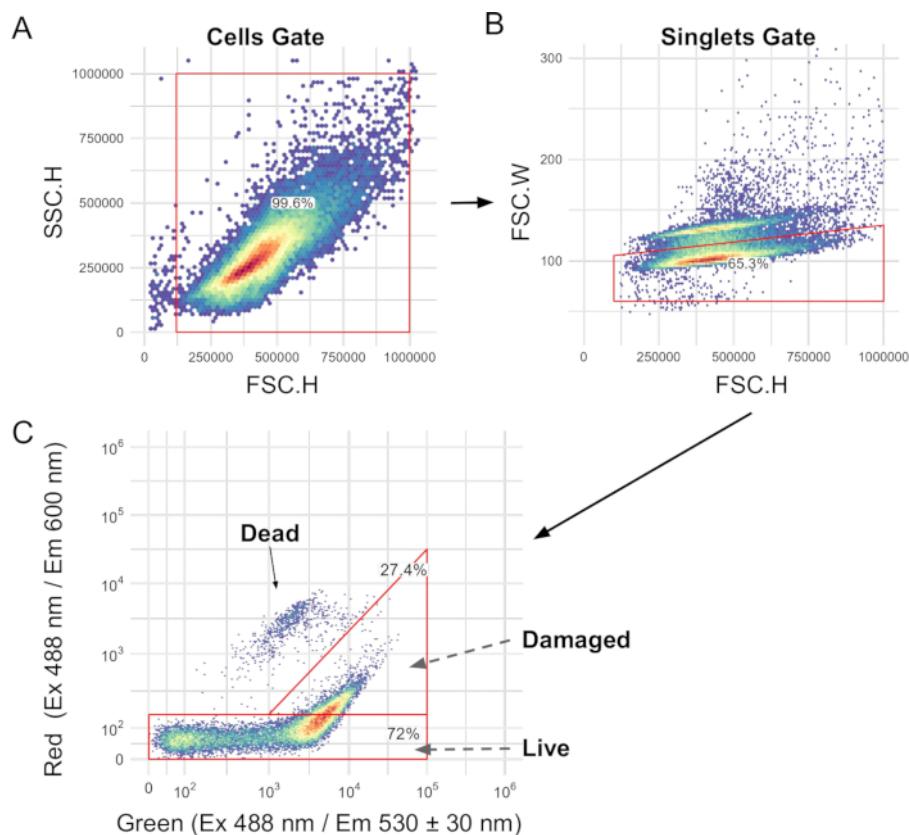 A
Cells Gate
1000000
750000
500000
250000
0
SSC.H
99.6%
0 250000 500000 750000 1000000
FSC.H
B
Singlets Gate
300
200
100
FSC.W
65.3%
250000 500000 750000 1000000
FSC.H
C
10⁶
10⁵
10⁴
10³
10²
0
Red (Ex 488 nm / Em 600 nm)
Dead
27.4%
Damaged
72%
Live
0 10² 10³ 10⁴ 10⁵ 10⁶
Green (Ex 488 nm / Em 530 ± 30 nm)